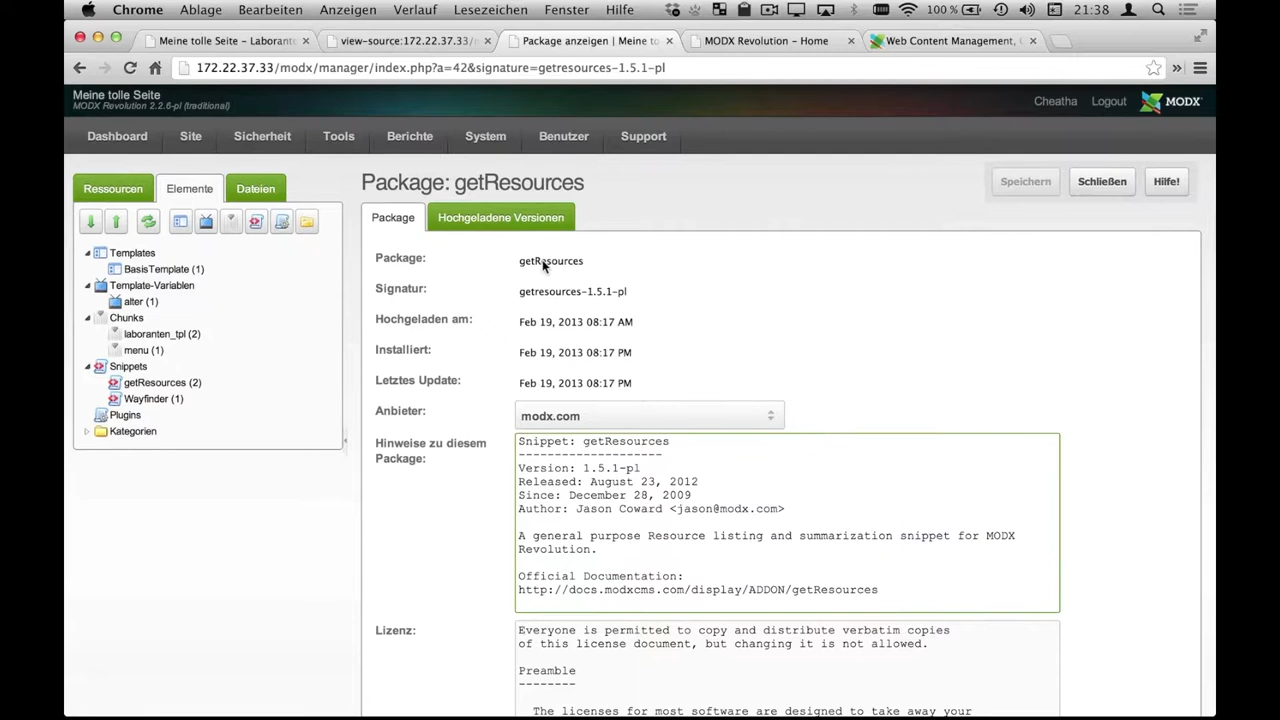 Chrome Ablage Bearbeiten Anzeigen Verlauf Lesezeichen Fenster Hilfe 100 % 21:38
Meine tolle Seite – Laborante
view-source:172.22.37.33/m
Package anzeigen | Meine to
MODX Revolution - Home
Web Content Management, C
172.22.37.33/modx/manager/index.php?a=42&signature=getresources-1.5.1-pl
Meine tolle Seite
MODX Revolution 2.2.6-pl (traditional)
Cheatha Logout MODX
Dashboard Site Sicherheit Tools Berichte System Benutzer Support
Ressourcen Elemente Dateien
Templates
BasisTemplate (1)
Template-Variablen
alter (1)
Chunks
laboranten_tpl (2)
menu (1)
Snippets
getResources (2)
Wayfinder (1)
Plugins
Kategorien
Package: getResources
Speichern Schließen Hilfe!
Package Hochgeladene Versionen
Package: getResources
Signatur: getresources-1.5.1-pl
Hochgeladen am: Feb 19, 2013 08:17 AM
Installiert: Feb 19, 2013 08:17 PM
Letztes Update: Feb 19, 2013 08:17 PM
Anbieter: modx.com
Hinweise zu diesem
Package:
Snippet: getResources
--------------------
Version: 1.5.1-pl
Released: August 23, 2012
Since: December 28, 2009
Author: Jason Coward <jason@modx.com>
A general purpose Resource listing and summarization snippet for MODX
Revolution.
Official Documentation:
http://docs.modxcms.com/display/ADDON/getResources
Lizenz:
Everyone is permitted to copy and distribute verbatim copies
of this license document, but changing it is not allowed.
Preamble
--------
The licenses for most software are designed to take away your